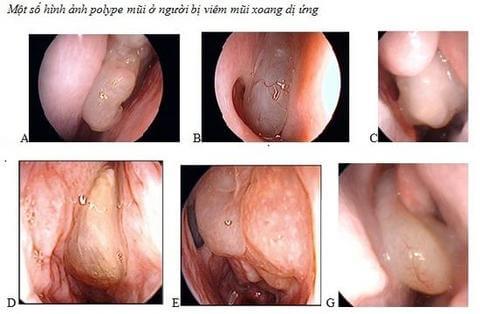 Một số hình ảnh polype mũi ở người bị viêm mũi xoang dị ứng
A
B
C
D
E
G